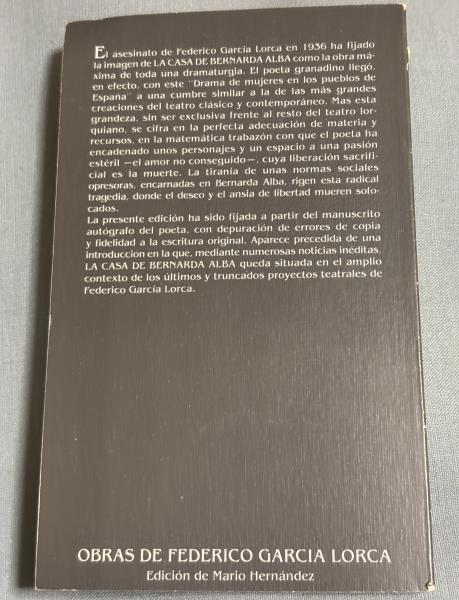 El asesinato de Federico García Lorca en 1936 ha fijado
la imagen de LA CASA DE BERNARDA ALBA como la obra má-
xima de toda una dramaturgia. El poeta granadino llegó,
en efecto, con este "Drama de mujeres en los pueblos de
España" a una cumbre similar a la de las más grandes
creaciones del teatro clásico y contemporáneo. Mas esta
grandeza, sin ser exclusiva frente al resto del teatro lor-
quiano, se cifra en la perfecta adecuación de materia y
recursos, en la matemática trabazón con que el poeta ha
encadenado unos personajes y un espacio a una pasión
estéril —el amor no conseguido—, cuya liberación sacrifi-
cial es la muerte. La tiranía de unas normas sociales
opresoras, encarnadas en Bernarda Alba, rigen esta radical
tragedia, donde el deseo y el ansia de libertad mueren sofo-
cados.
La presente edición ha sido fijada a partir del manuscrito
autógrafo del poeta, con depuración de errores de copia
y fidelidad a la escritura original. Aparece precedida de una
introducción en la que, mediante numerosas noticias inéditas,
LA CASA DE BERNARDA ALBA queda situada en el amplio
contexto de los últimos y truncados proyectos teatrales de
Federico García Lorca.
OBRAS DE FEDERICO GARCIA LORCA
Edición de Mario Hernández